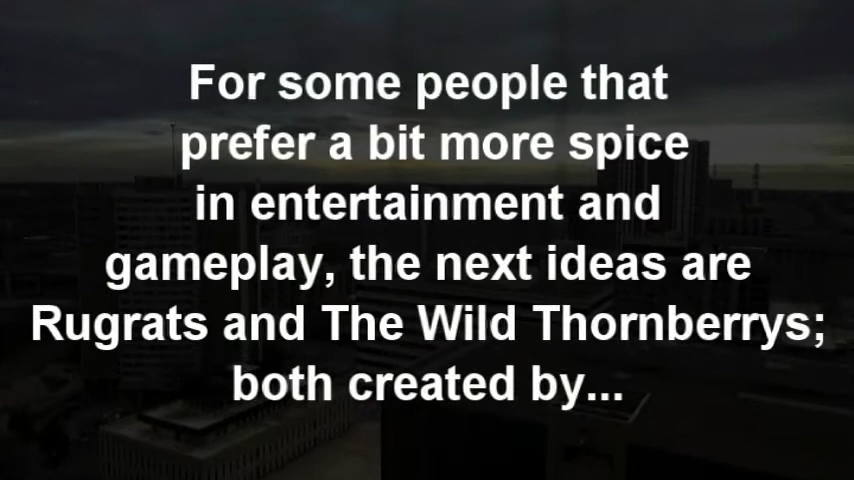 For some people that
prefer a bit more spice
in entertainment and
gameplay, the next ideas are
Rugrats and The Wild Thornberrys;
both created by...